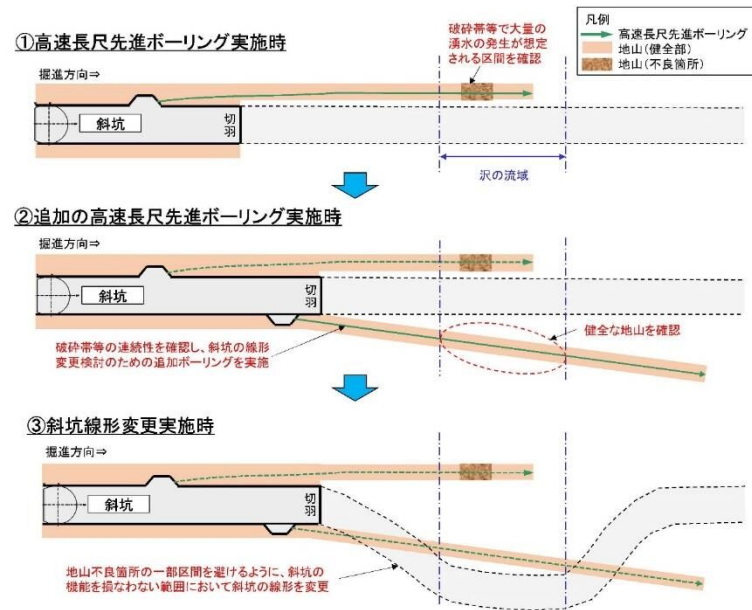 凡例
高速長尺先進ボーリング
地山(健全部)
地山(不良箇所)
①高速長尺先進ボーリング実施時
破砕帯等で大量の
湧水の発生が想定
される区間を確認
掘進方向⇒
斜坑
切羽
沢の流域
②追加の高速長尺先進ボーリング実施時
掘進方向⇒
斜坑
切羽
健全な地山を確認
破砕帯等の連続性を確認し、斜坑の線形
変更検討のための追加ボーリングを実施
③斜坑線形変更実施時
掘進方向⇒
斜坑
切羽
地山不良箇所の一部区間を避けるように、斜坑の
機能を損なわない範囲において斜坑の線形を変更